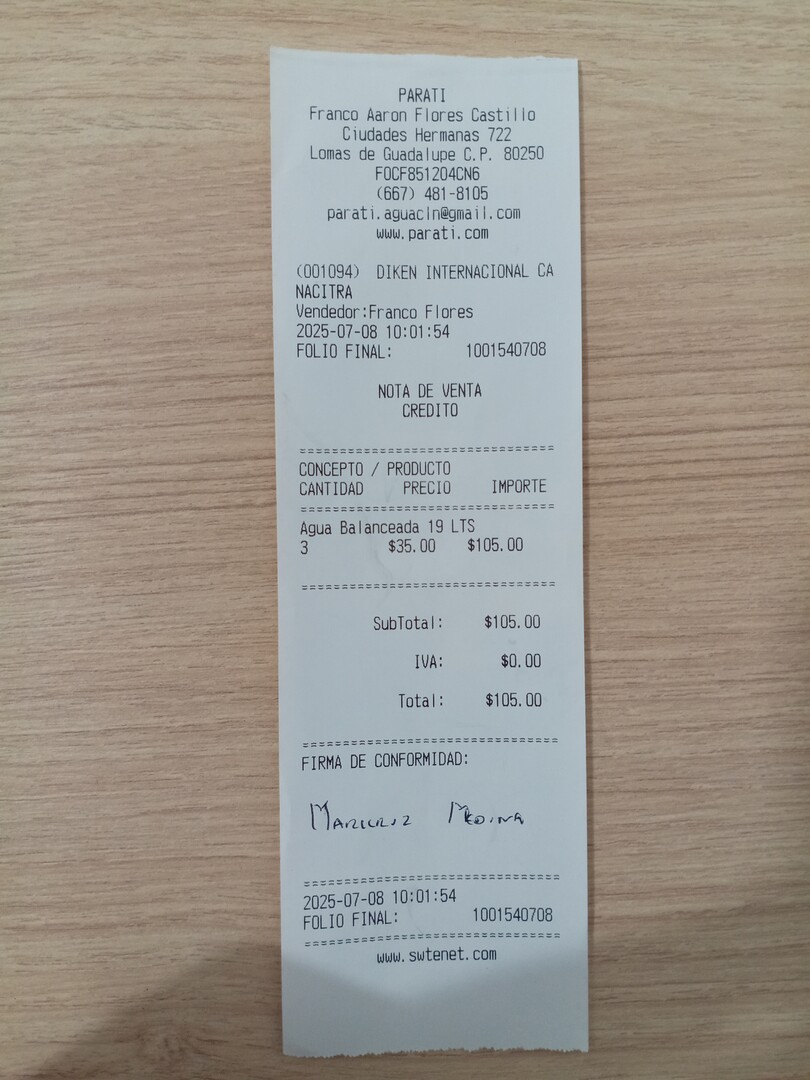 PARATI
Franco Aaron Flores Castillo
Ciudades Hermanas 722
Lomas de Guadalupe C.P. 80250
FOCF851204CN6
(667) 481-8105
parati.aguacln@gmail.com
www.parati.com
(001094) DIKEN INTERNACIONAL CA
NACITRA
Vendedor:Franco Flores
2025-07-08 10:01:54
FOLIO FINAL: 1001540708
NOTA DE VENTA
CREDITO
================================
CONCEPTO / PRODUCTO
CANTIDAD PRECIO IMPORTE
================================
Agua Balanceada 19 LTS
3 $35.00 $105.00
================================
SubTotal: $105.00
IVA: $0.00
Total: $105.00
================================
FIRMA DE CONFORMIDAD:
Maricruz Medina
================================
2025-07-08 10:01:54
FOLIO FINAL: 1001540708
================================
www.swtenet.com